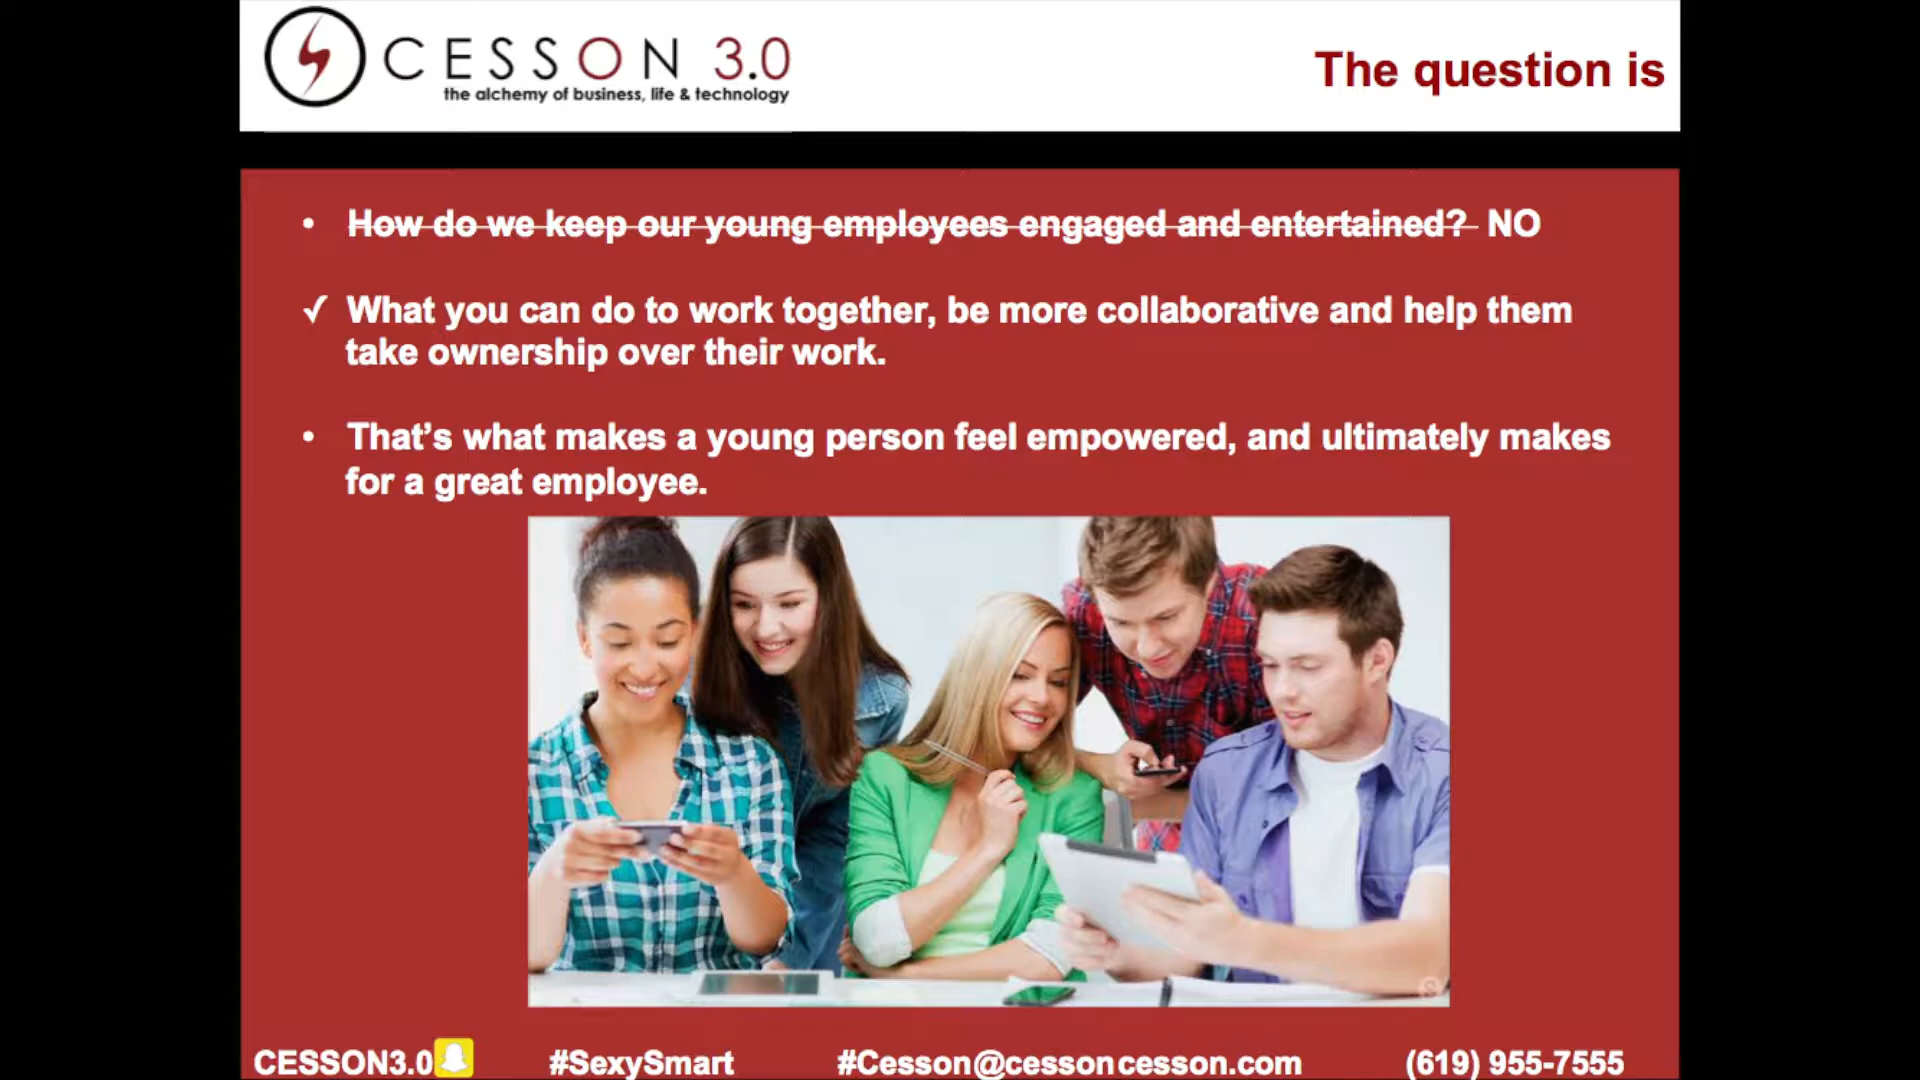 CESSON 3.0
the alchemy of business, life & technology
The question is
• How do we keep our young employees engaged and entertained? NO
✓ What you can do to work together, be more collaborative and help them
take ownership over their work.
• That’s what makes a young person feel empowered, and ultimately makes
for a great employee.
CESSON3.0 #SexySmart #Cesson@cessoncesson.com (619) 955-7555